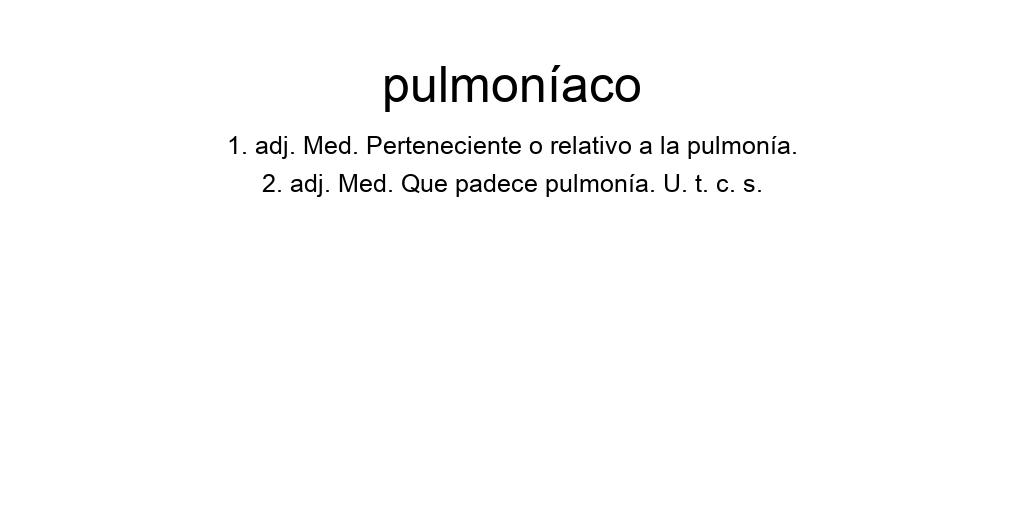 pulmoníaco
1. adj. Med. Perteneciente o relativo a la pulmonía.
2. adj. Med. Que padece pulmonía. U. t. c. s.